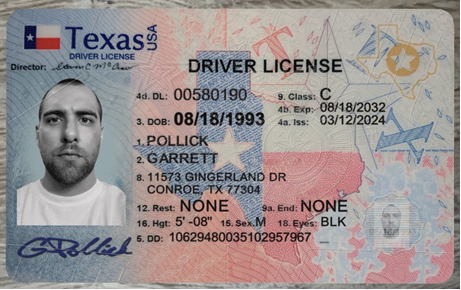 Texas USA
DRIVER LICENSE
Director:
DRIVER LICENSE
4d. DL: 00580190 9. Class: C
4b. Exp: 08/18/2032
3. DOB: 08/18/1993 4a. Iss: 03/12/2024
1. POLLICK
2. GARRETT
8. 11573 GINGERLAND DR
CONROE, TX 77304
12. Rest: NONE 9a. End: NONE
16. Hgt: 5'-08" 15. Sex: M 18. Eyes: BLK
5. DD: 10629480035102957967
G Pollick